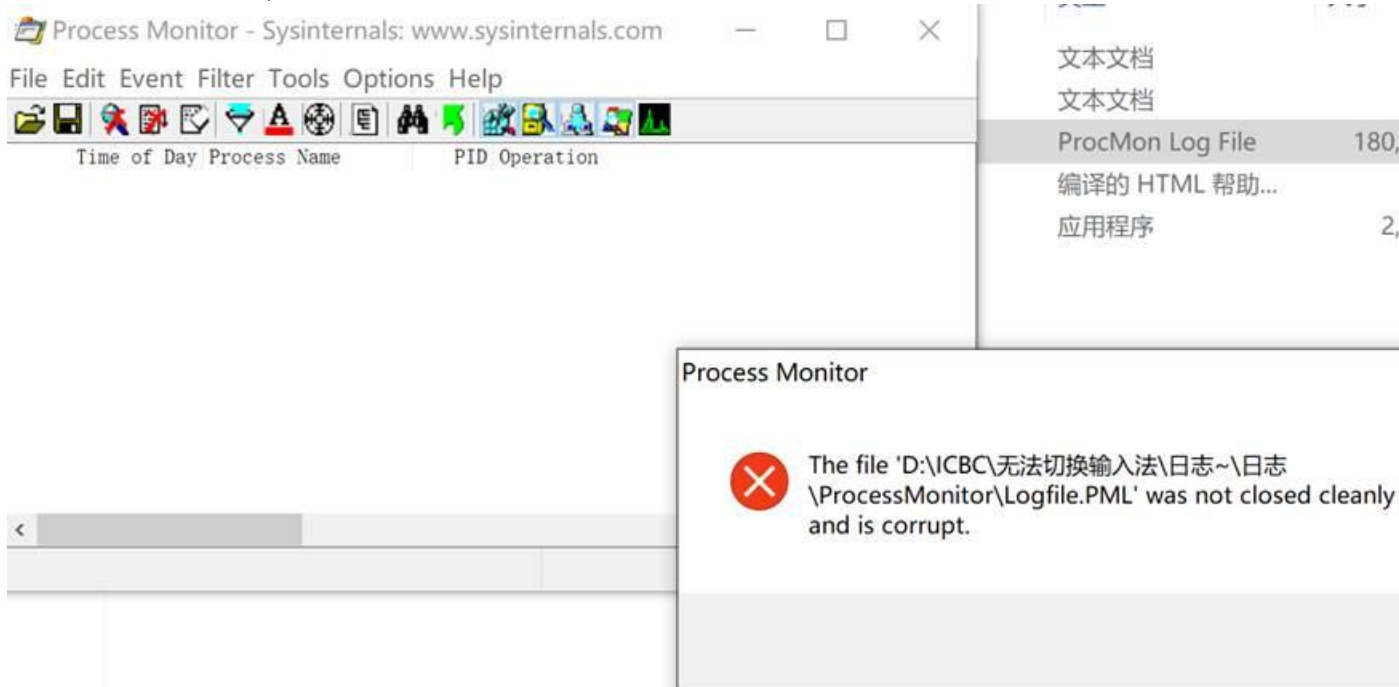 Process Monitor - Sysinternals: www.sysinternals.com
File Edit Event Filter Tools Options Help
Time of Day Process Name PID Operation
文本文档
文本文档
ProcMon Log File 180,
编译的 HTML 帮助...
应用程序 2,
Process Monitor
The file 'D:\ICBC\无法切换输入法\日志~\日志
\ProcessMonitor\Logfile.PML' was not closed cleanly
and is corrupt.